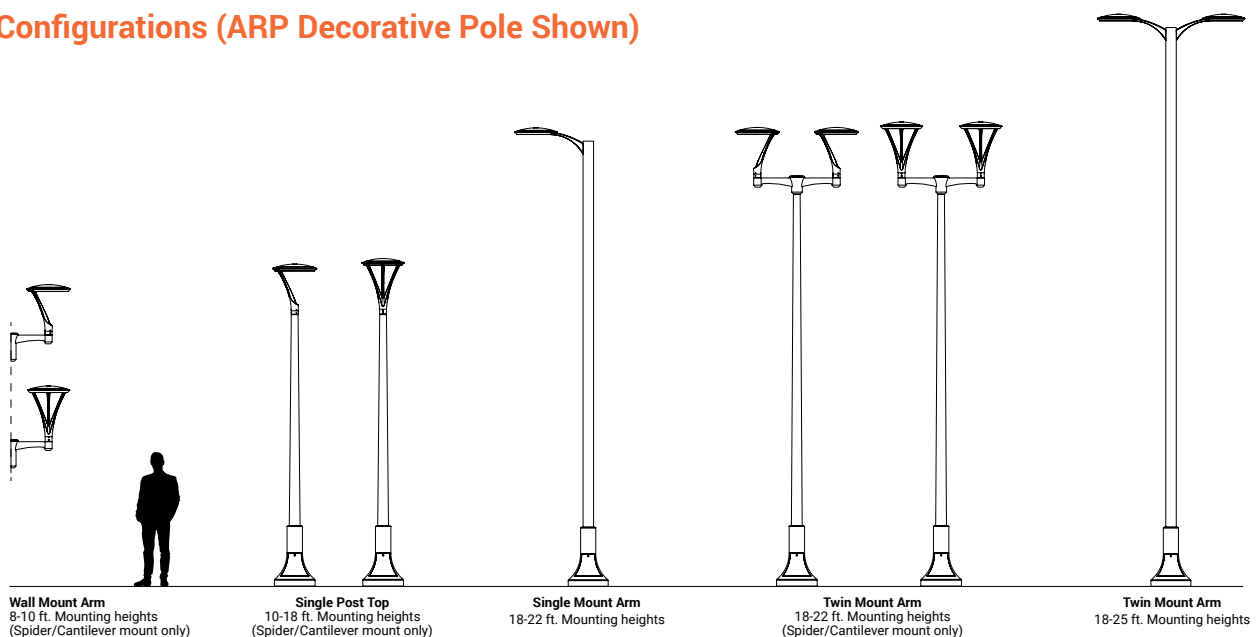 Configurations (ARP Decorative Pole Shown)
Wall Mount Arm
8-10 ft. Mounting heights
(Spider/Cantilever mount only)
Single Post Top
10-18 ft. Mounting heights
(Spider/Cantilever mount only)
Single Mount Arm
18-22 ft. Mounting heights
Twin Mount Arm
18-22 ft. Mounting heights
(Spider/Cantilever mount only)
Twin Mount Arm
18-25 ft. Mounting heights